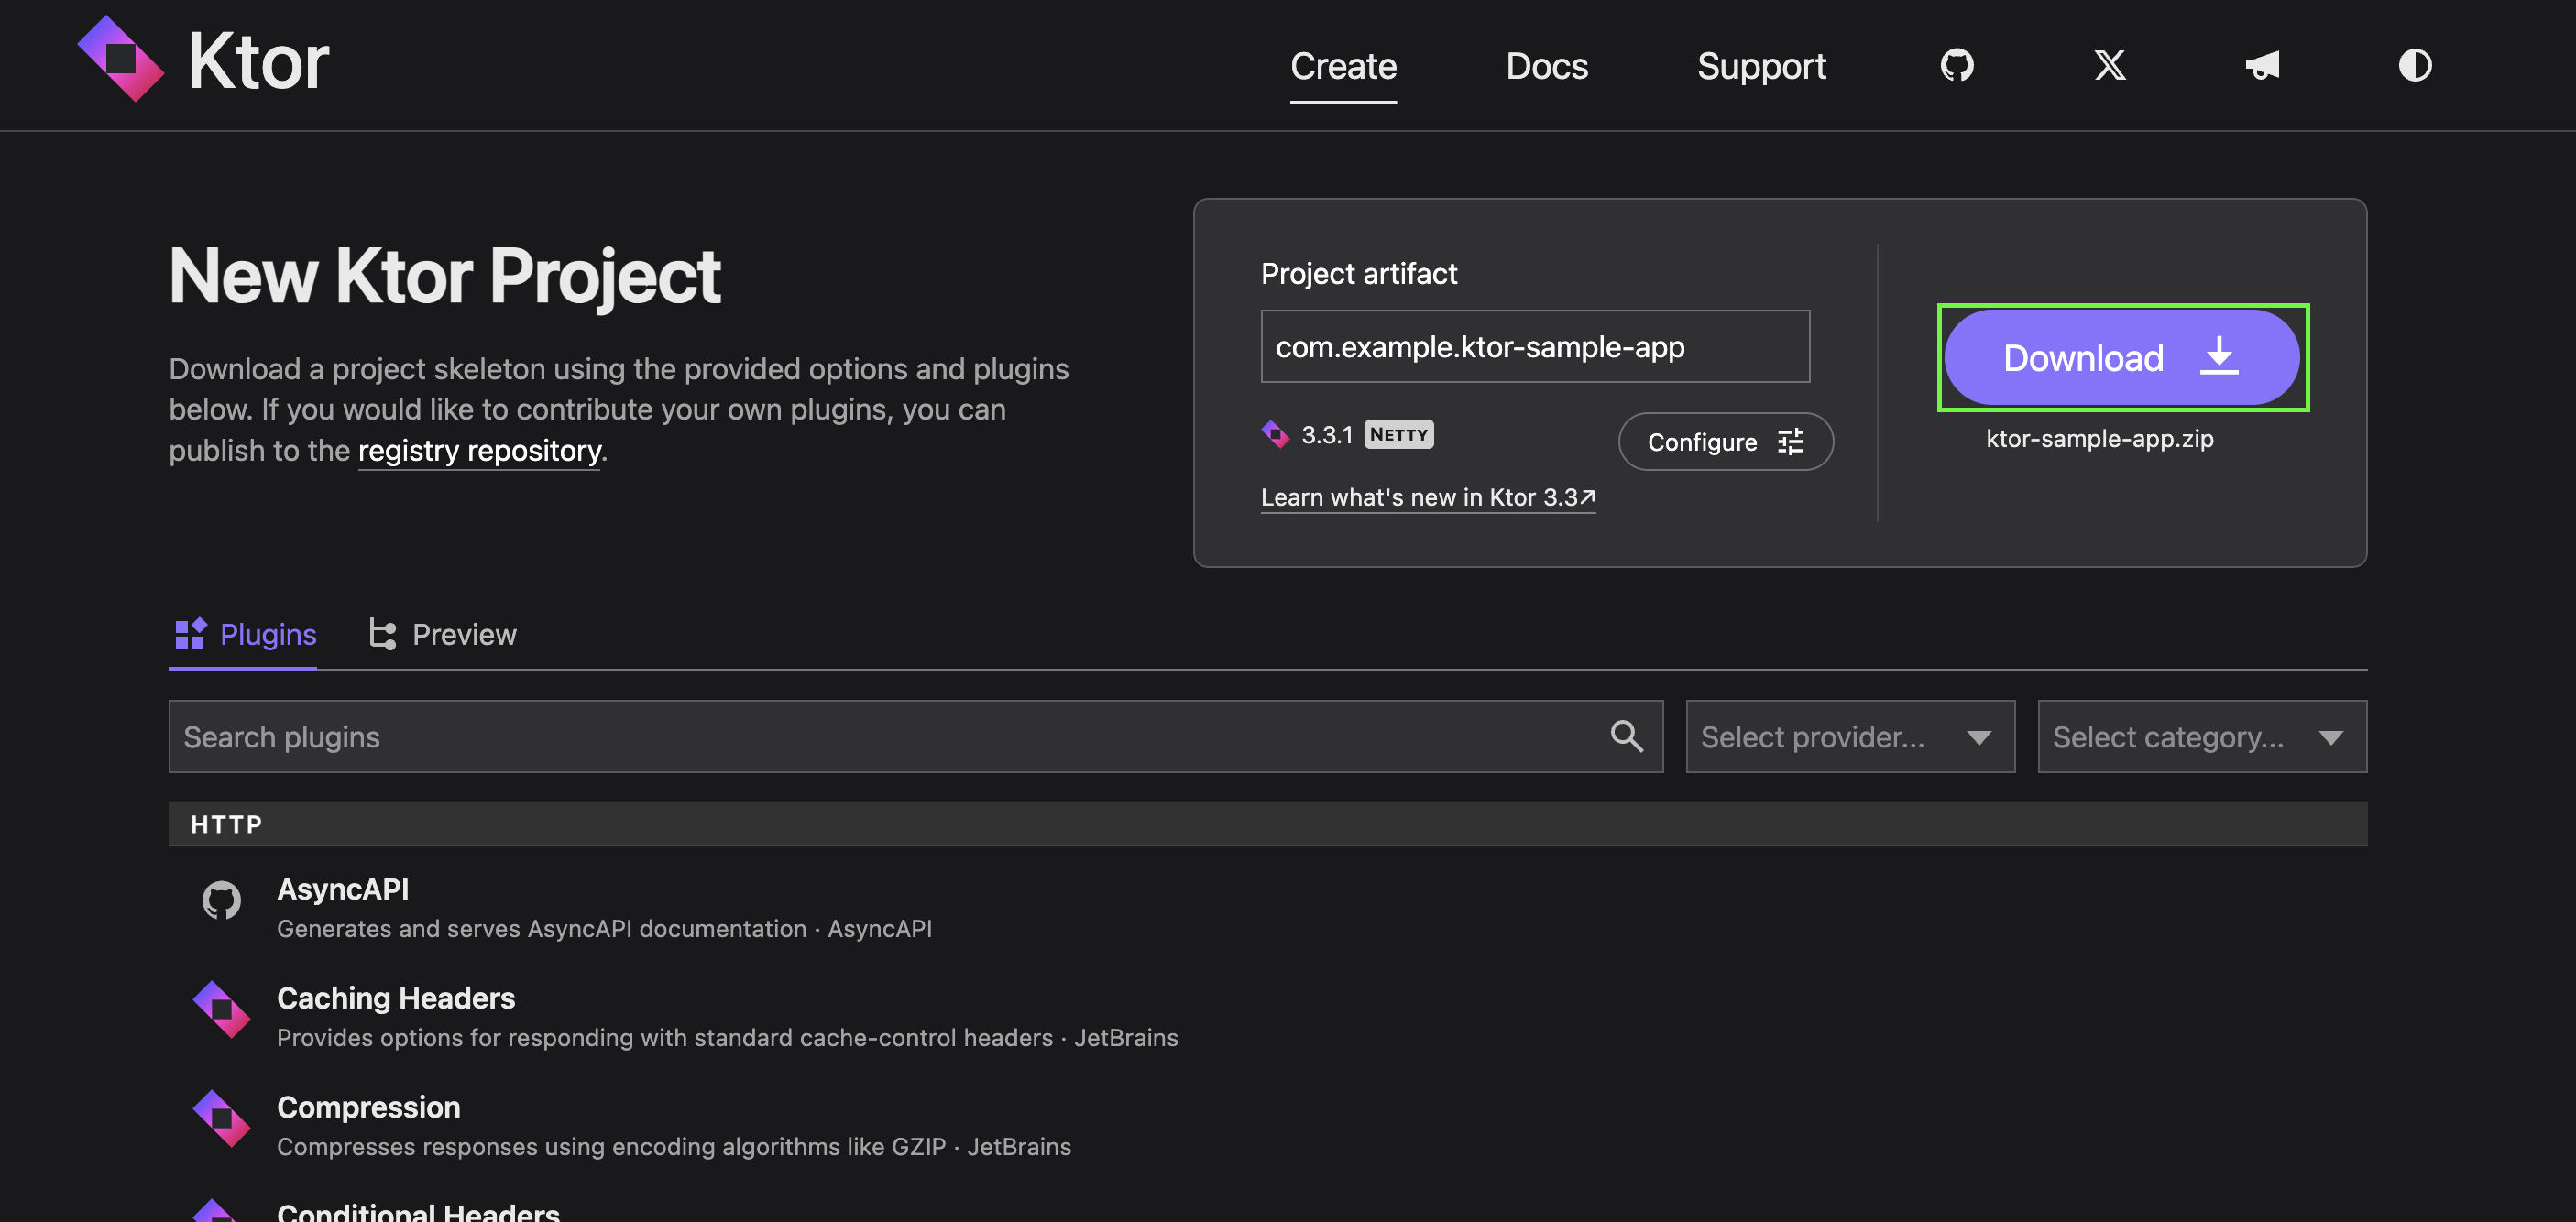 Ktor
Create
Docs
Support
New Ktor Project
Download a project skeleton using the provided options and plugins
below. If you would like to contribute your own plugins, you can
publish to the registry repository.
Project artifact
com.example.ktor-sample-app
3.3.1 NETTY
Configure
Learn what's new in Ktor 3.3↗
Download
ktor-sample-app.zip
Plugins
Preview
Search plugins
Select provider...
Select category...
HTTP
AsyncAPI
Generates and serves AsyncAPI documentation · AsyncAPI
Caching Headers
Provides options for responding with standard cache-control headers · JetBrains
Compression
Compresses responses using encoding algorithms like GZIP · JetBrains
Conditional Headers